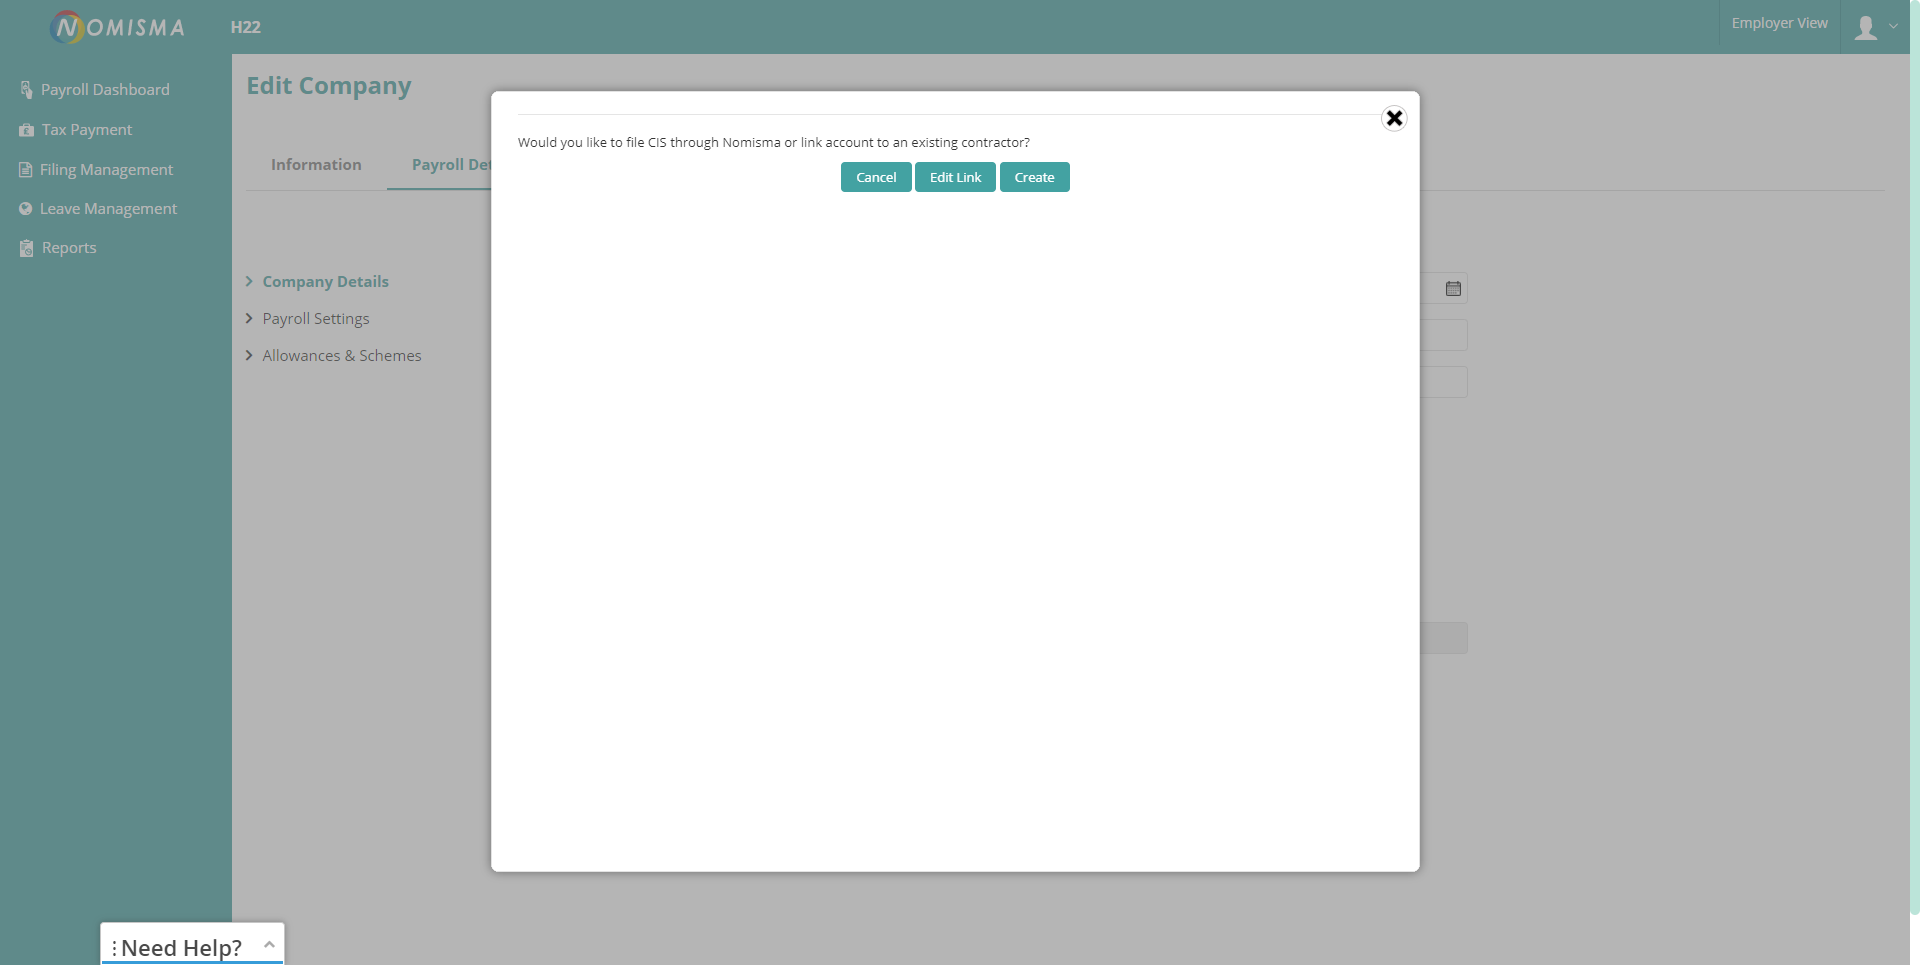 NOMISMA
H22
Employer View
Payroll Dashboard
Tax Payment
Filing Management
Leave Management
Reports
Edit Company
Information
Payroll
Company Details
Payroll Settings
Allowances & Schemes
Would you like to file CIS through Nomisma or link account to an existing contractor?
Cancel
Edit Link
Create
Need Help?